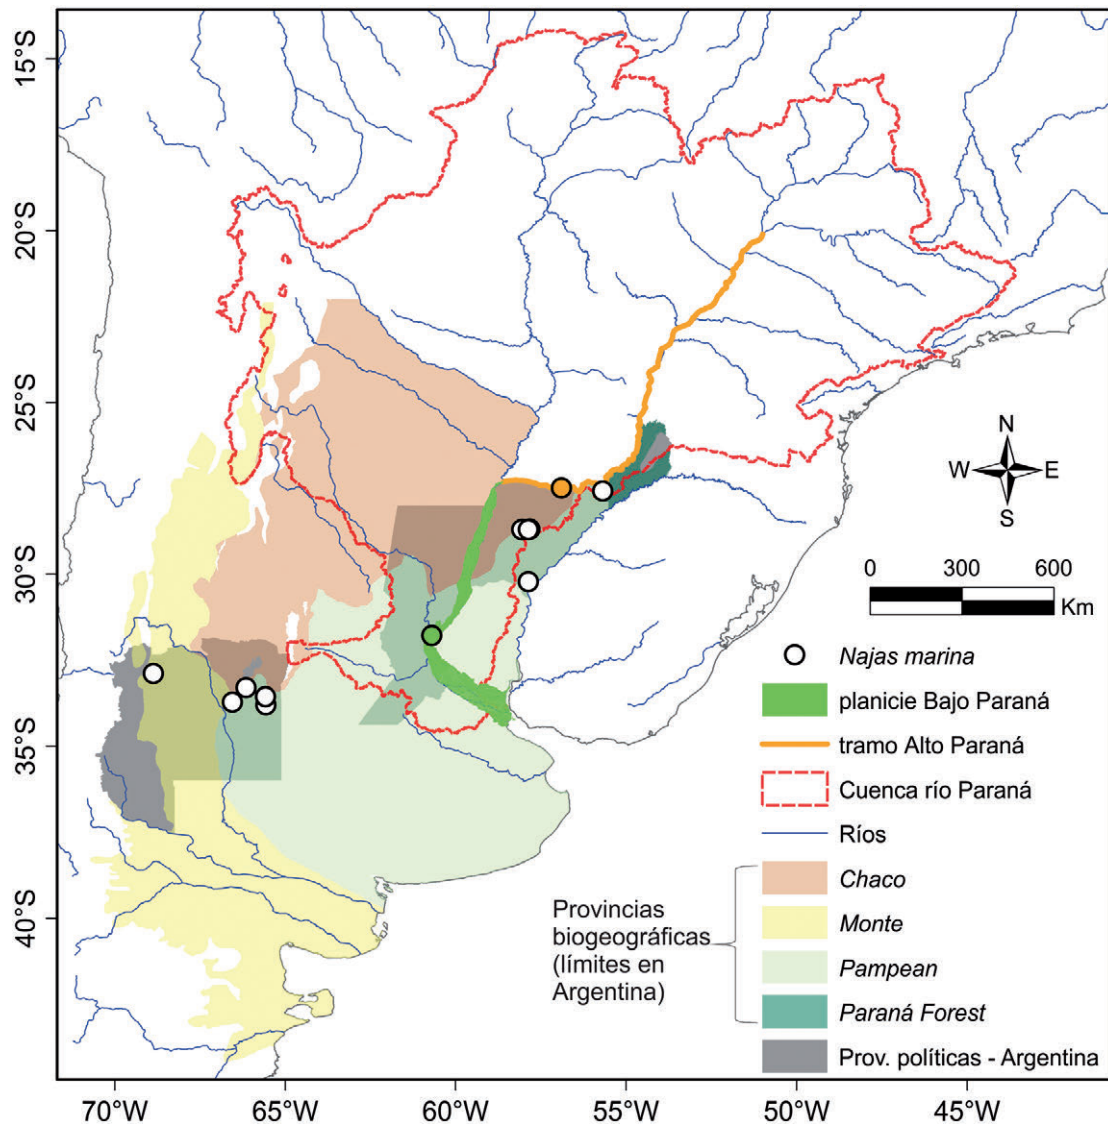 15°S
20°S
25°S
30°S
35°S
40°S
70°W
65°W
60°W
55°W
50°W
45°W
N
W
E
S
0
300
600
Km
Najas marina
planicie Bajo Paraná
tramo Alto Paraná
Cuenca río Paraná
Ríos
Provincias
biogeográficas
(límites en
Argentina)
Chaco
Monte
Pampean
Paraná Forest
Prov. políticas - Argentina